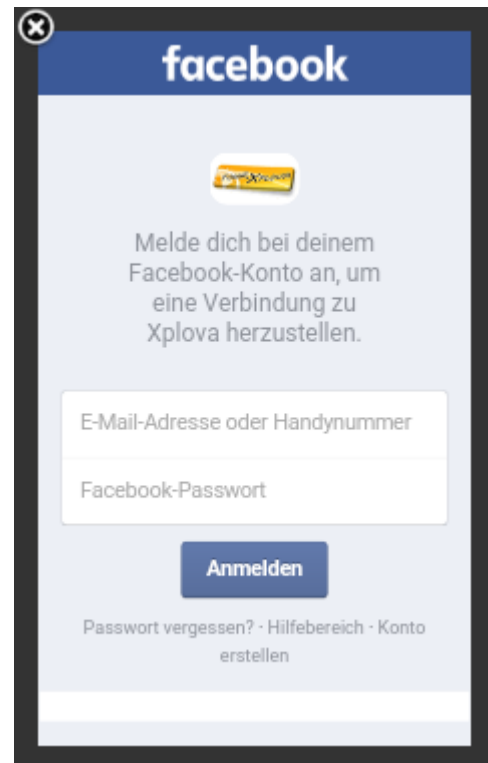 facebook
Melde dich bei deinem
Facebook-Konto an, um
eine Verbindung zu
Xplova herzustellen.
E-Mail-Adresse oder Handynummer
Facebook-Passwort
Anmelden
Passwort vergessen? · Hilfebereich · Konto
erstellen